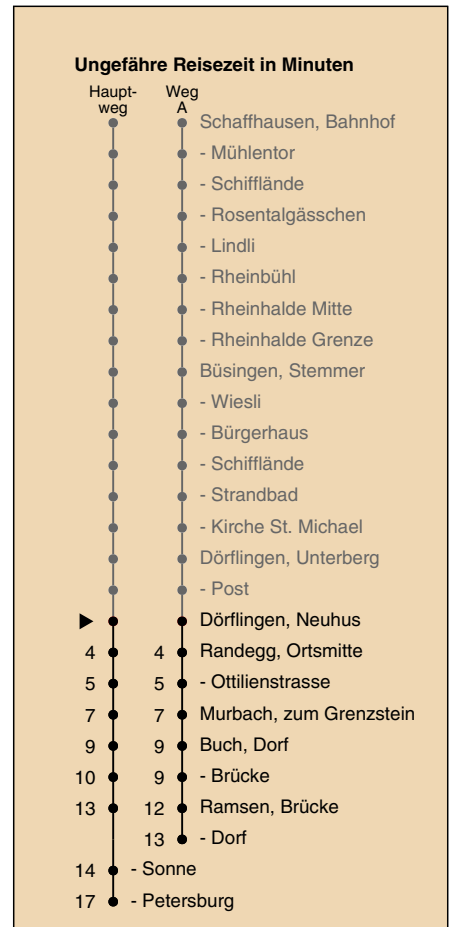 Ungefähre Reisezeit in Minuten
Haupt- Weg
weg A
Schaffhausen, Bahnhof
- Mühlentor
- Schifflände
- Rosentalgässchen
- Lindli
- Rheinbühl
- Rheinhalde Mitte
- Rheinhalde Grenze
Büsingen, Stemmer
- Wiesli
- Bürgerhaus
- Schifflände
- Strandbad
- Kirche St. Michael
Dörflingen, Unterberg
- Post
Dörflingen, Neuhus
4 4 Randegg, Ortsmitte
5 5 - Ottilienstrasse
7 7 Murbach, zum Grenzstein
9 9 Buch, Dorf
10 9 - Brücke
13 12 Ramsen, Brücke
13 - Dorf
14 - Sonne
17 - Petersburg